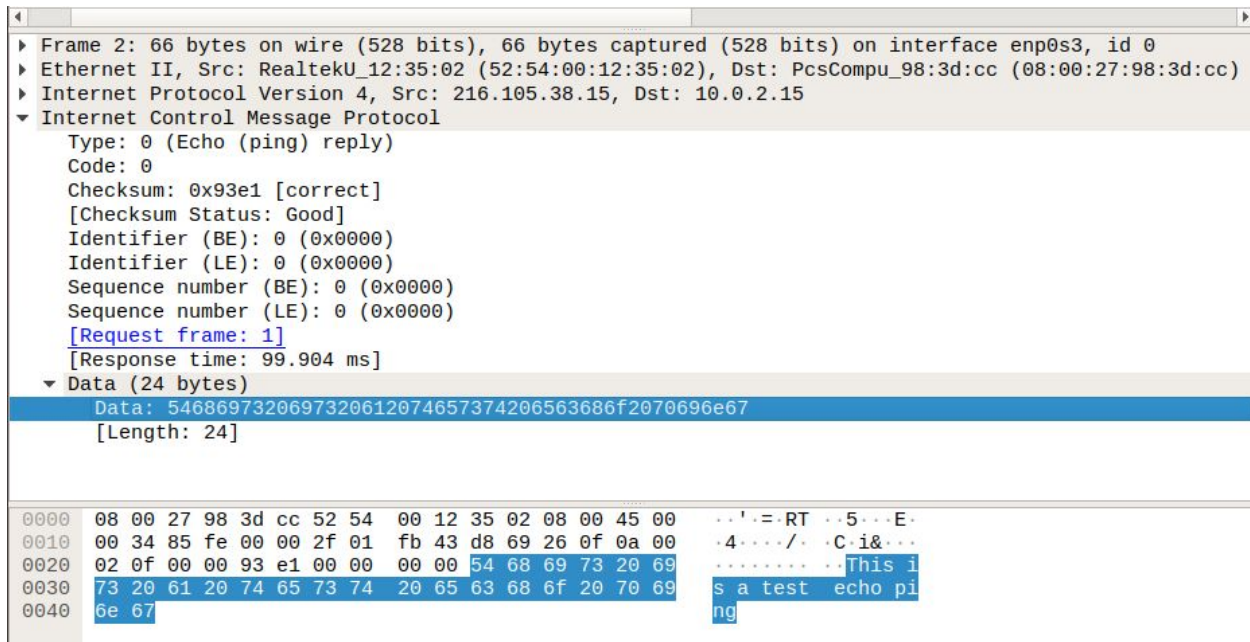 Frame 2: 66 bytes on wire (528 bits), 66 bytes captured (528 bits) on interface enp0s3, id 0
Ethernet II, Src: RealtekU_12:35:02 (52:54:00:12:35:02), Dst: PcsCompu_98:3d:cc (08:00:27:98:3d:cc)
Internet Protocol Version 4, Src: 216.105.38.15, Dst: 10.0.2.15
Internet Control Message Protocol
Type: 0 (Echo (ping) reply)
Code: 0
Checksum: 0x93e1 [correct]
[Checksum Status: Good]
Identifier (BE): 0 (0x0000)
Identifier (LE): 0 (0x0000)
Sequence number (BE): 0 (0x0000)
Sequence number (LE): 0 (0x0000)
[Request frame: 1]
[Response time: 99.904 ms]
Data (24 bytes)
Data: 5468697320697320612074657374206563686f2070696e67
[Length: 24]
0000 08 00 27 98 3d cc 52 54 00 12 35 02 08 00 45 00 ··'·=·RT ··5···E·
0010 00 34 85 fe 00 00 2f 01 fb 43 d8 69 26 0f 0a 00 ·4····/· ·C·i&···
0020 02 0f 00 00 93 e1 00 00 00 00 54 68 69 73 20 69 ········ ··This i
0030 73 20 61 20 74 65 73 74 20 65 63 68 6f 20 70 69 s a test echo pi
0040 6e 67 ng